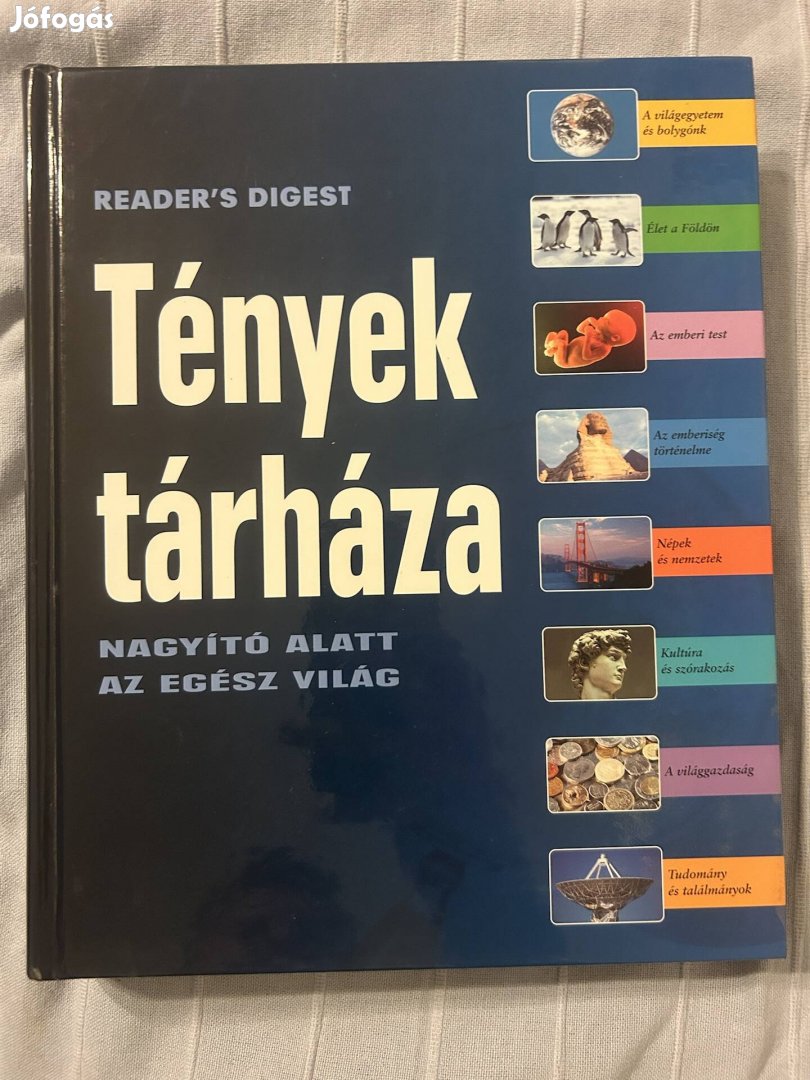 Jófogás
READER'S DIGEST
Tények
tárháza
NAGYÍTÓ ALATT
AZ EGÉSZ VILÁG
A világegyetem
és bolygónk
Élet a Földön
Az emberi test
Az emberiség
történelme
Népek
és nemzetek
Kultúra
és szórakozás
A világgazdaság
Tudomány
és találmányok